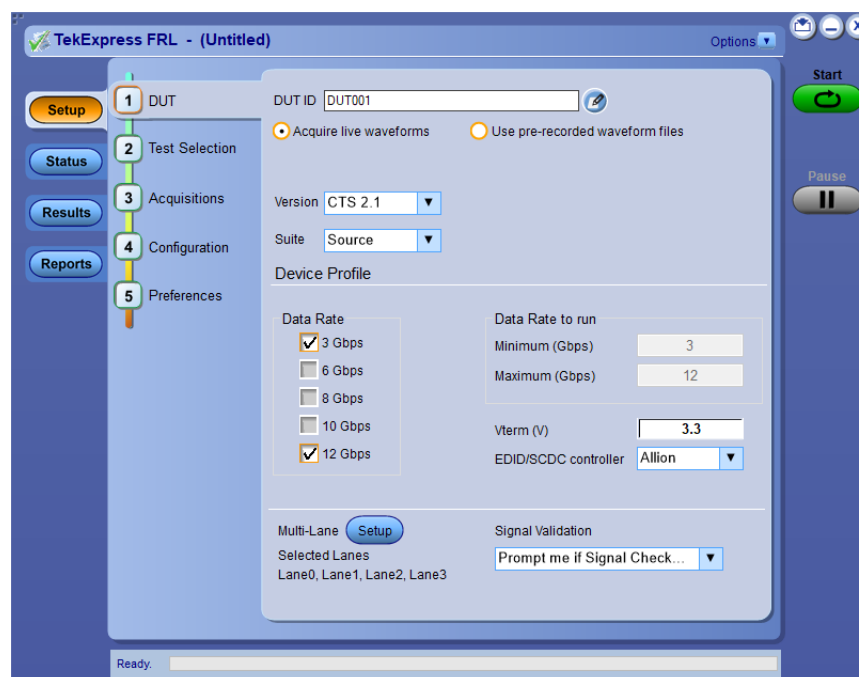 TekExpress FRL - (Untitled)
Options
Start
Pause
Setup
Status
Results
Reports
1 DUT
2 Test Selection
3 Acquisitions
4 Configuration
5 Preferences
DUT ID DUT001
Acquire live waveforms Use pre-recorded waveform files
Version CTS 2.1
Suite Source
Device Profile
Data Rate
3 Gbps
6 Gbps
8 Gbps
10 Gbps
12 Gbps
Data Rate to run
Minimum (Gbps) 3
Maximum (Gbps) 12
Vterm (V) 3.3
EDID/SCDC controller Allion
Multi-Lane Setup
Selected Lanes
Lane0, Lane1, Lane2, Lane3
Signal Validation
Prompt me if Signal Check...
Ready.